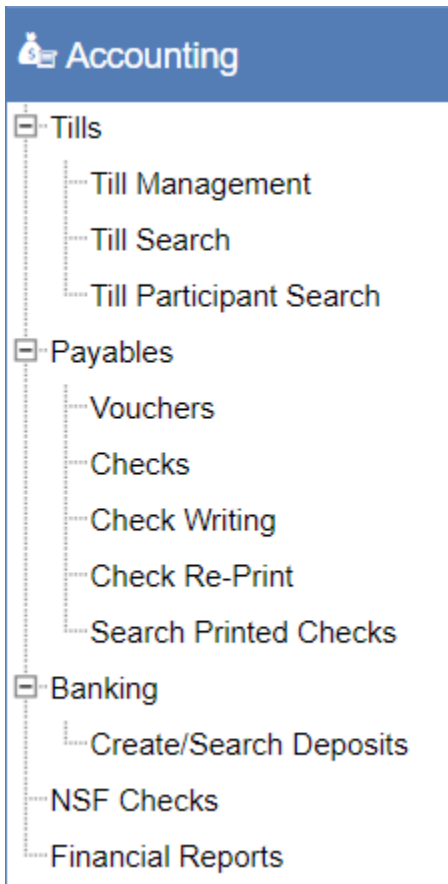 Accounting
Tills
Till Management
Till Search
Till Participant Search
Payables
Vouchers
Checks
Check Writing
Check Re-Print
Search Printed Checks
Banking
Create/Search Deposits
NSF Checks
Financial Reports